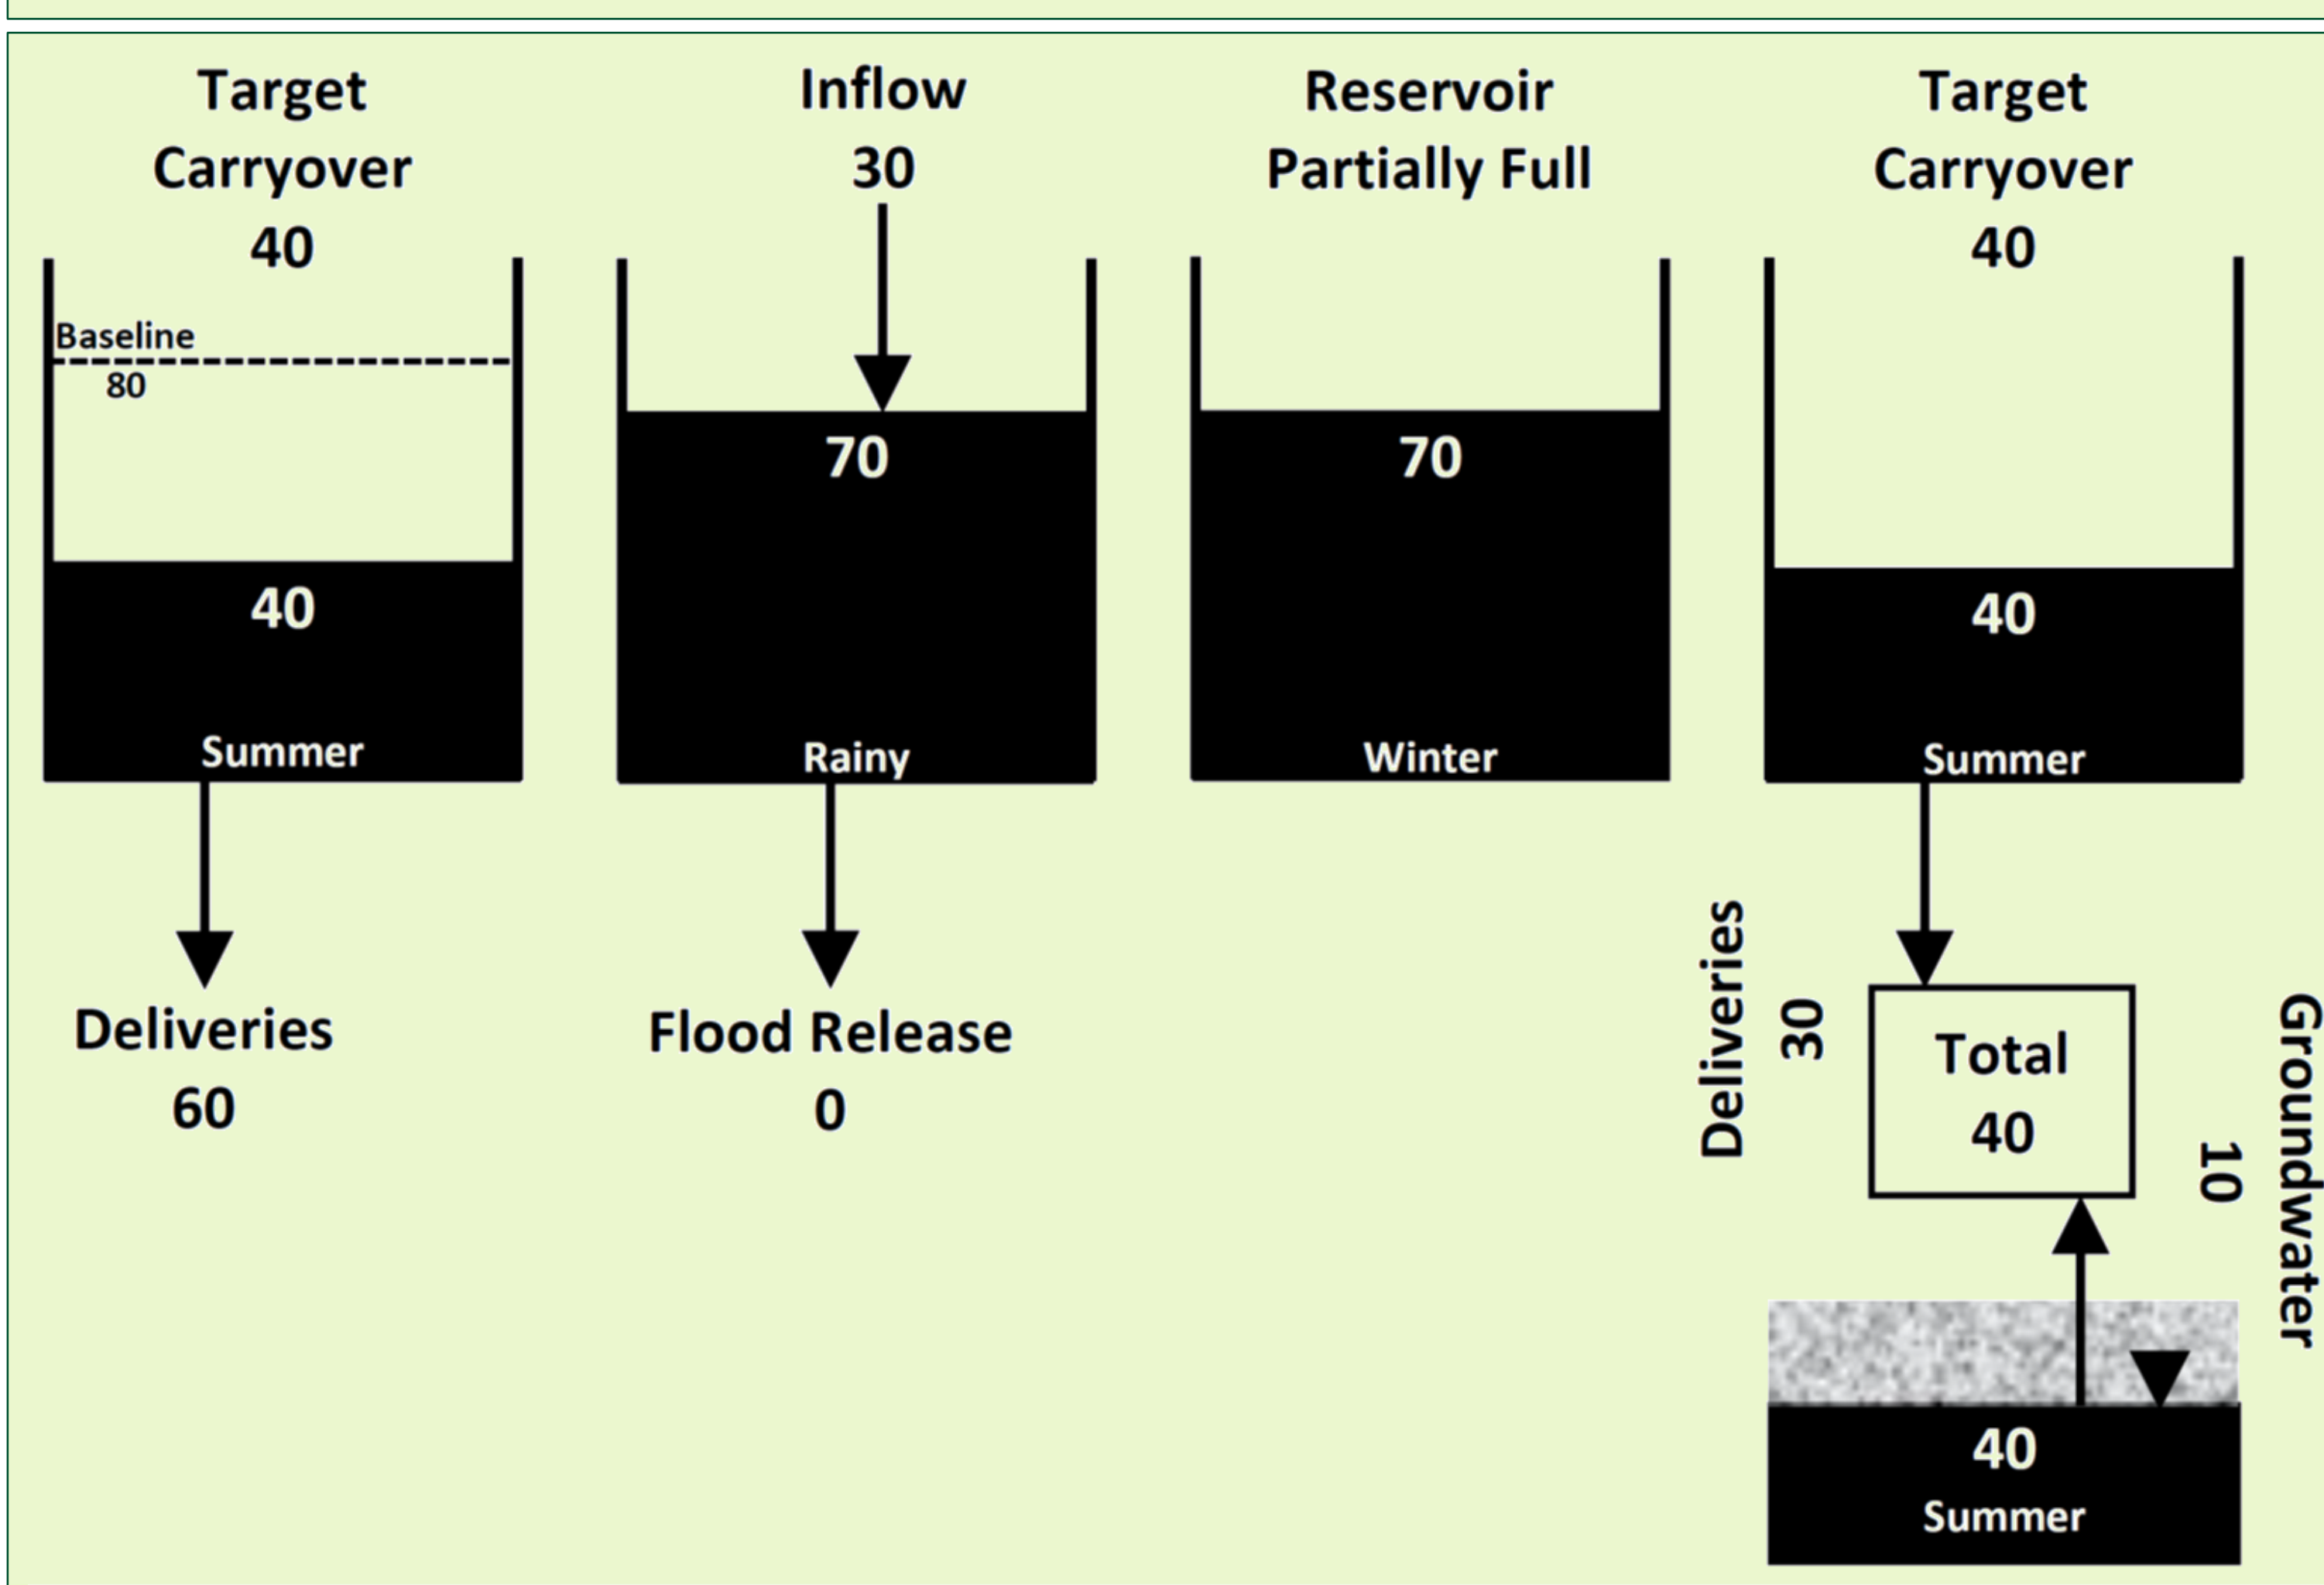 Target
Carryover
40
Baseline
80
40
Summer
Deliveries
60
Inflow
30
70
Rainy
Flood Release
0
Reservoir
Partially Full
70
Winter
Target
Carryover
40
40
Summer
Deliveries
30
Total
40
10
Groundwater
40
Summer